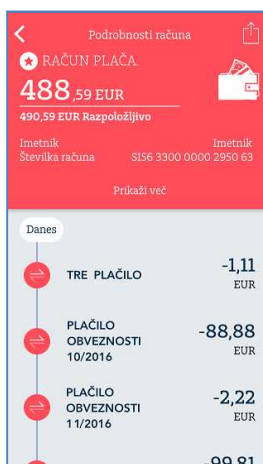 Podrobnosti računa
RAČUN PLAČA
488,59 EUR
490,59 EUR Razpoložljivo
Imetnik Imetnik
Številka računa SI56 3300 0000 2950 63
Prikaži več
Danes
TRE PLAČILO -1,11
EUR
PLAČILO
OBVEZNOSTI -88,88
10/2016 EUR
PLAČILO
OBVEZNOSTI -2,22
11/2016 EUR
-99,81